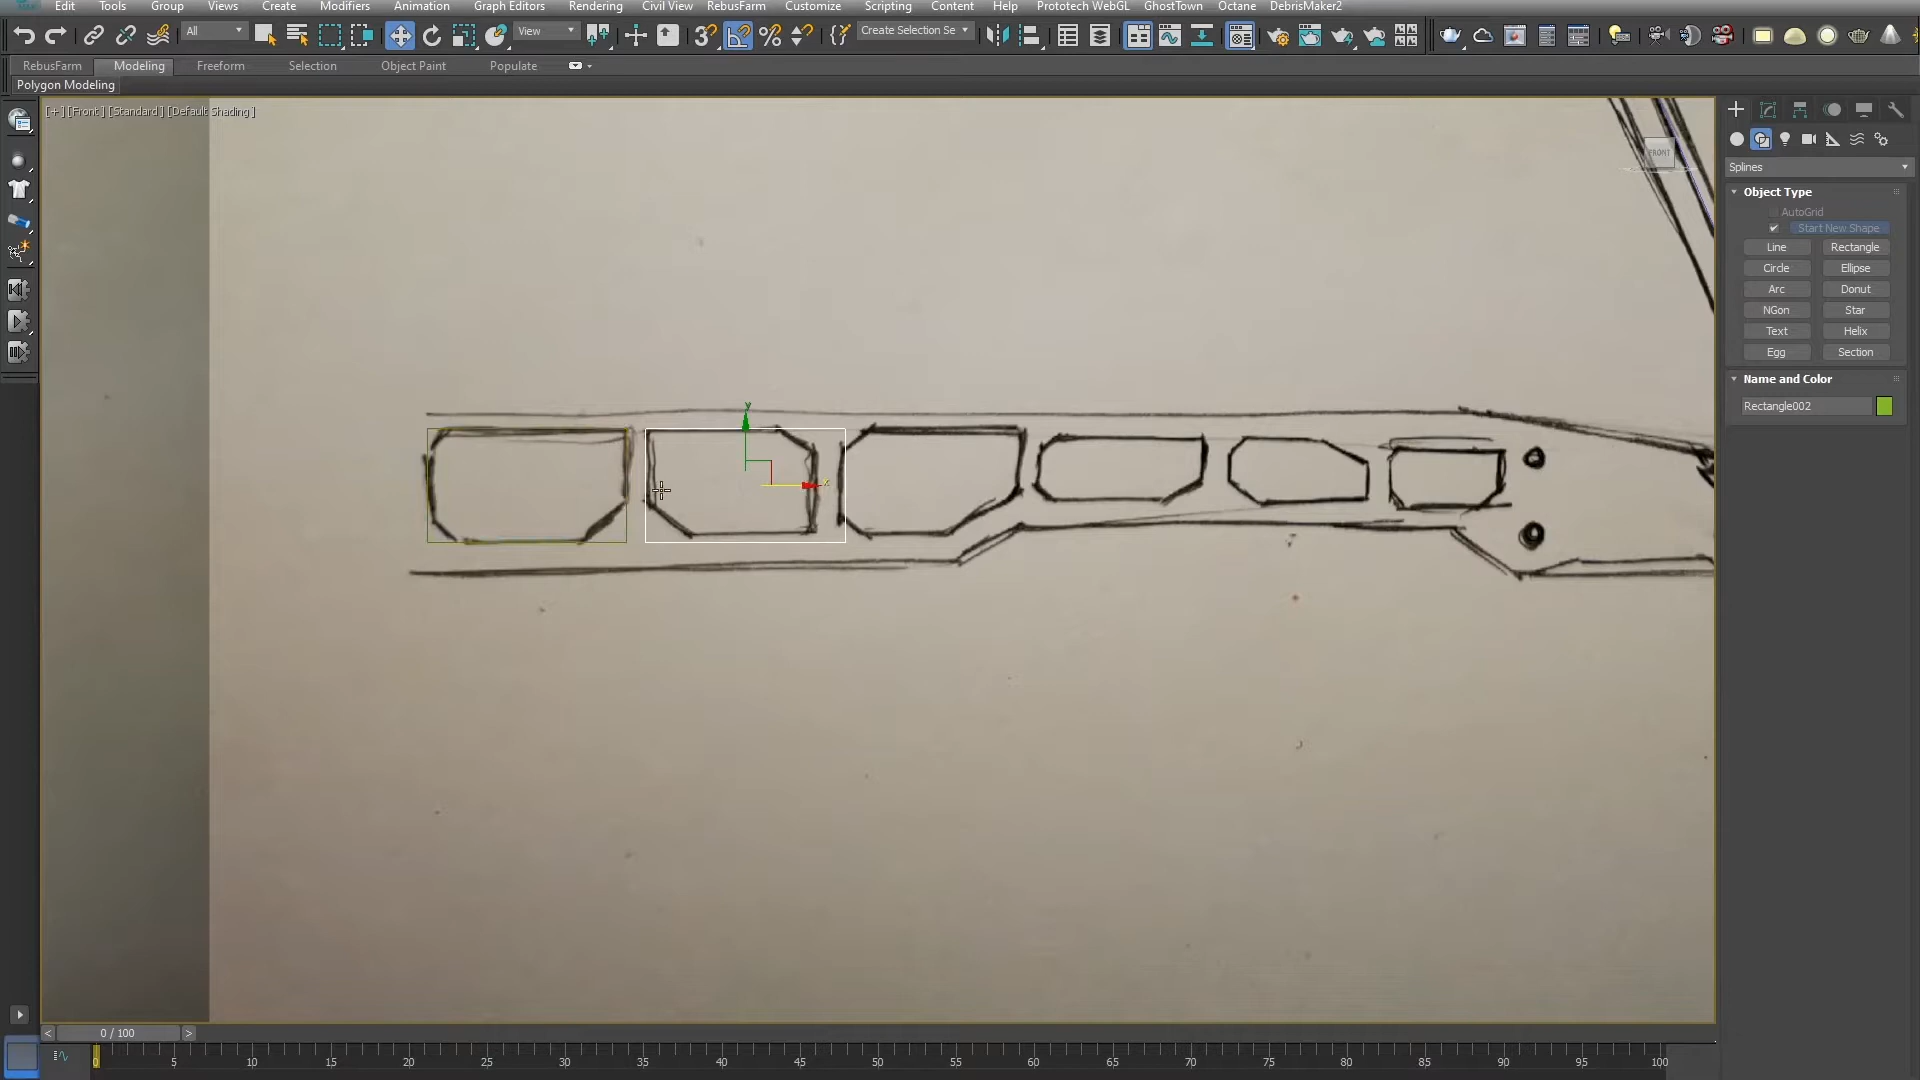 Edit Tools Group Views Create Modifiers Animation Graph Editors Rendering Civil View RebusFarm Customize Scripting Content Help Prototech WebGL GhostTown Octane DebrisMaker2
All View 3 Create Selection Se
RebusFarm Modeling Freeform Selection Object Paint Populate
Polygon Modeling
[+] [Front] [Standard] [Default Shading]
FRONT
y
x
Splines
Object Type
AutoGrid
Start New Shape
Line Rectangle
Circle Ellipse
Arc Donut
NGon Star
Text Helix
Egg Section
Name and Color
Rectangle002
< 0 / 100 >
0 5 10 15 20 25 30 35 40 45 50 55 60 65 70 75 80 85 90 95 100